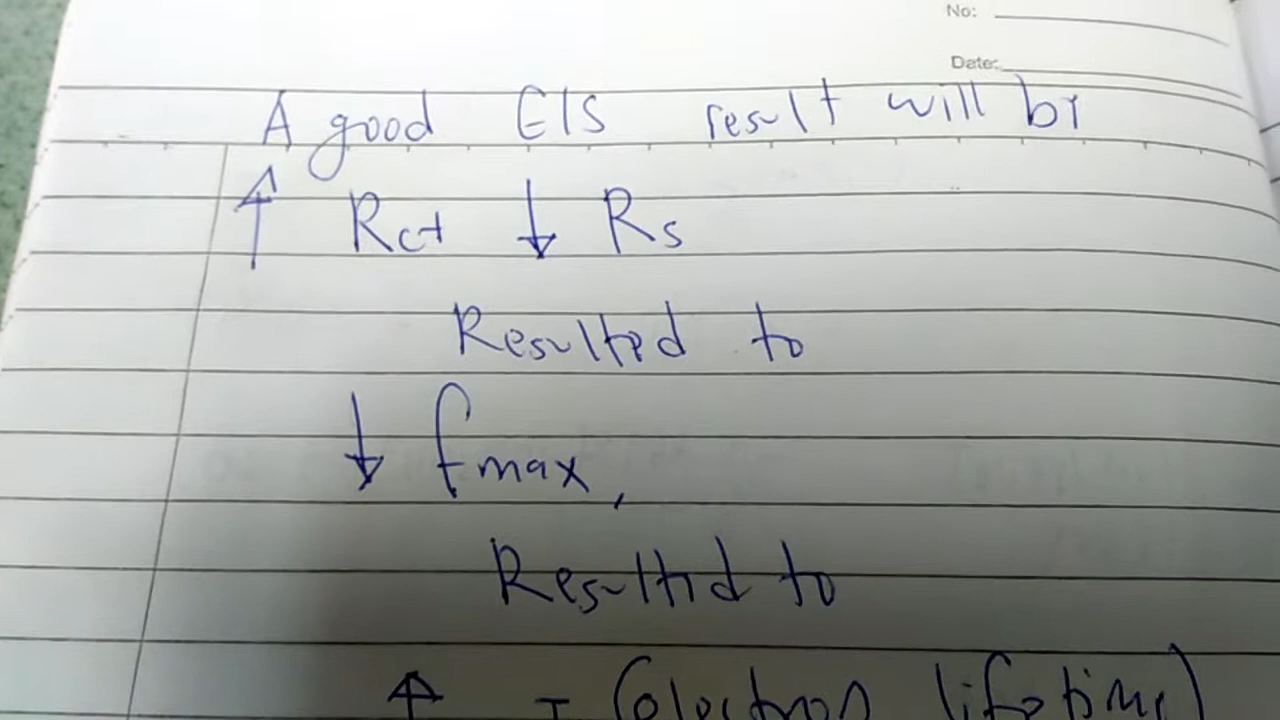 No:
Date:
A good EIS result will be
↑ Rct ↓ Rs
Resulted to
↓ fmax,
Resulted to
↑ τ (electron lifetime)